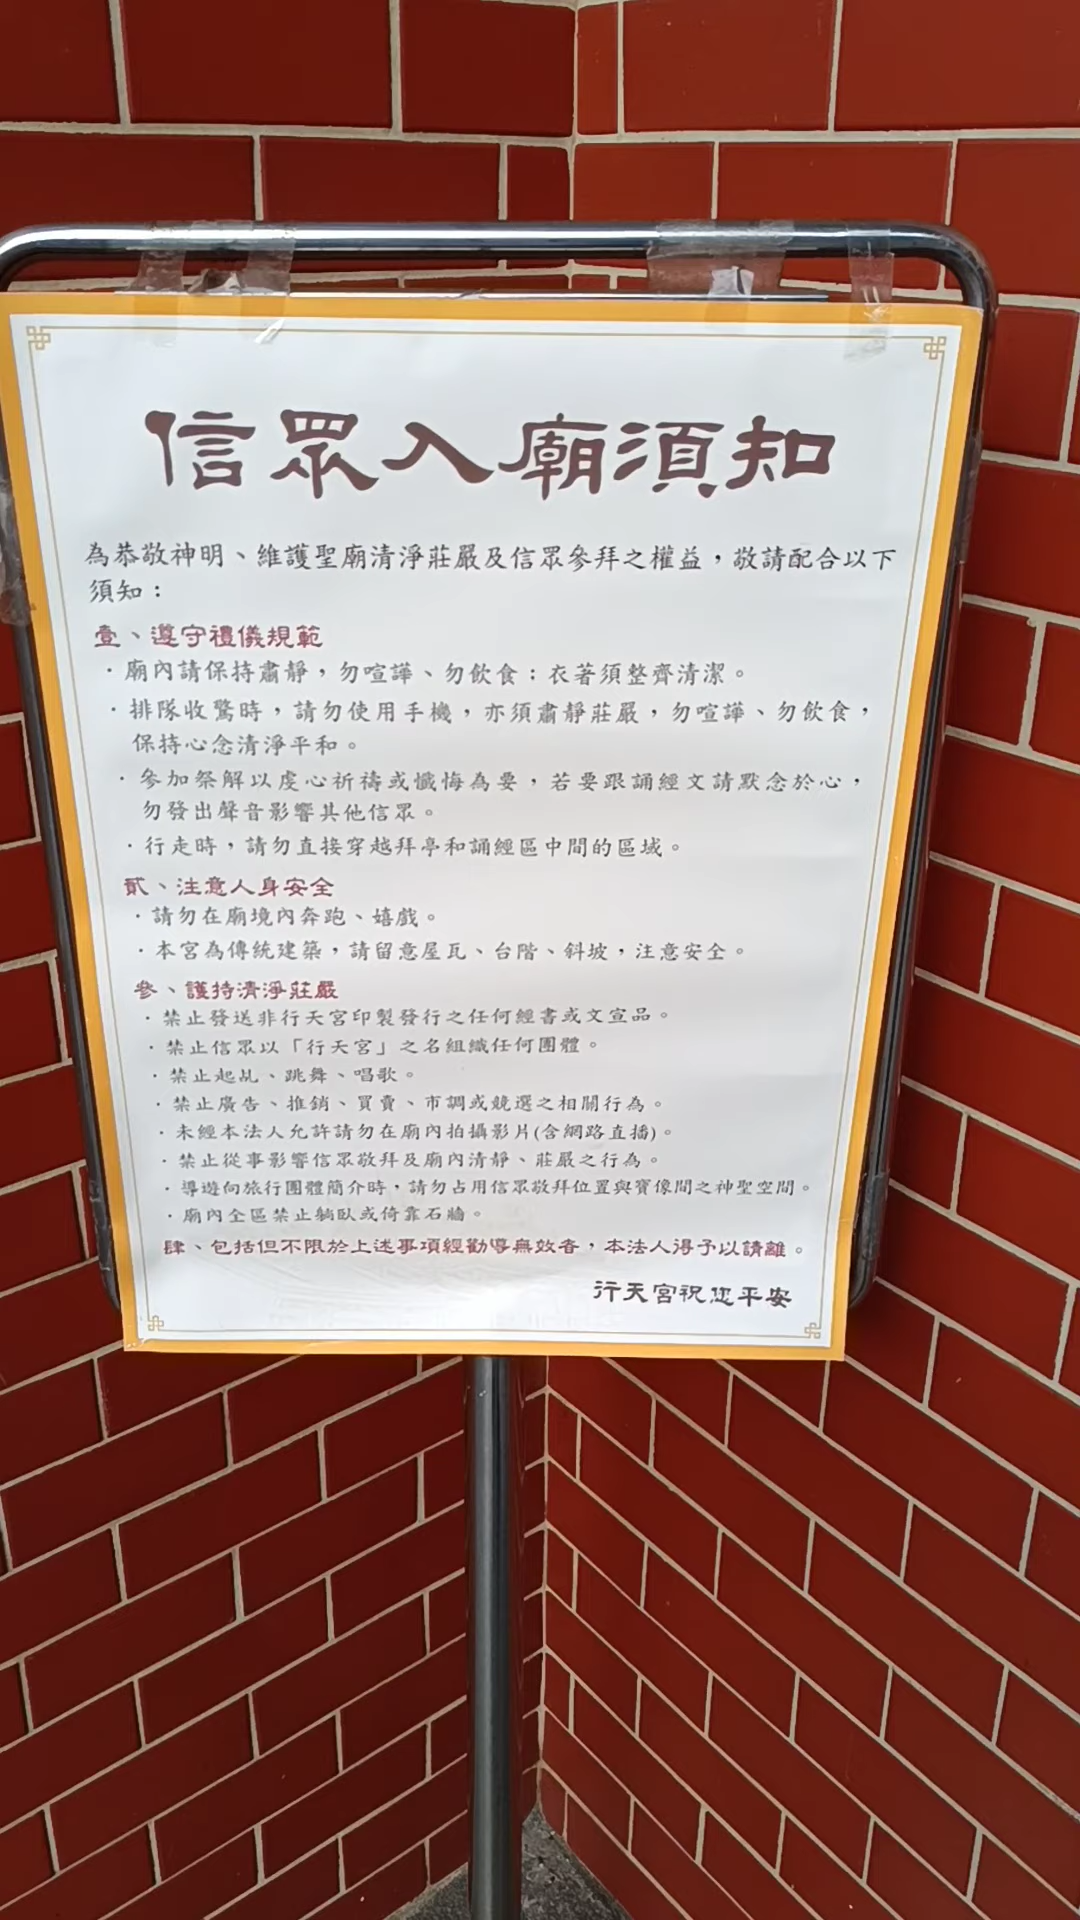 信眾入廟須知
為恭敬神明、維護聖廟清淨莊嚴及信眾參拜之權益，敬請配合以下
須知：
壹、遵守禮儀規範
・廟內請保持肅靜，勿喧譁、勿飲食；衣著須整齊清潔。
・排隊收驚時，請勿使用手機，亦須肅靜莊嚴，勿喧譁、勿飲食，
保持心念清淨平和。
・參加祭解以虔心祈禱或懺悔為要，若要跟誦經文請默念於心，
勿發出聲音影響其他信眾。
・行走時，請勿直接穿越拜亭和誦經區中間的區域。
貳、注意人身安全
・請勿在廟境內奔跑、嬉戲。
・本宮為傳統建築，請留意屋瓦、台階、斜坡，注意安全。
參、護持清淨莊嚴
・禁止發送非行天宮印製發行之任何經書或文宣品。
・禁止信眾以「行天宮」之名組織任何團體。
・禁止起乩、跳舞、唱歌。
・禁止廣告、推銷、買賣、市調或競選之相關行為。
・未經本法人允許請勿在廟內拍攝影片(含網路直播)。
・禁止從事影響信眾敬拜及廟內清靜、莊嚴之行為。
・導遊向旅行團體簡介時，請勿占用信眾敬拜位置與寶像間之神聖空間。
・廟內全區禁止躺臥或倚靠石牆。
肆、包括但不限於上述事項經勸導無效者，本法人得予以請離。
行天宮祝您平安